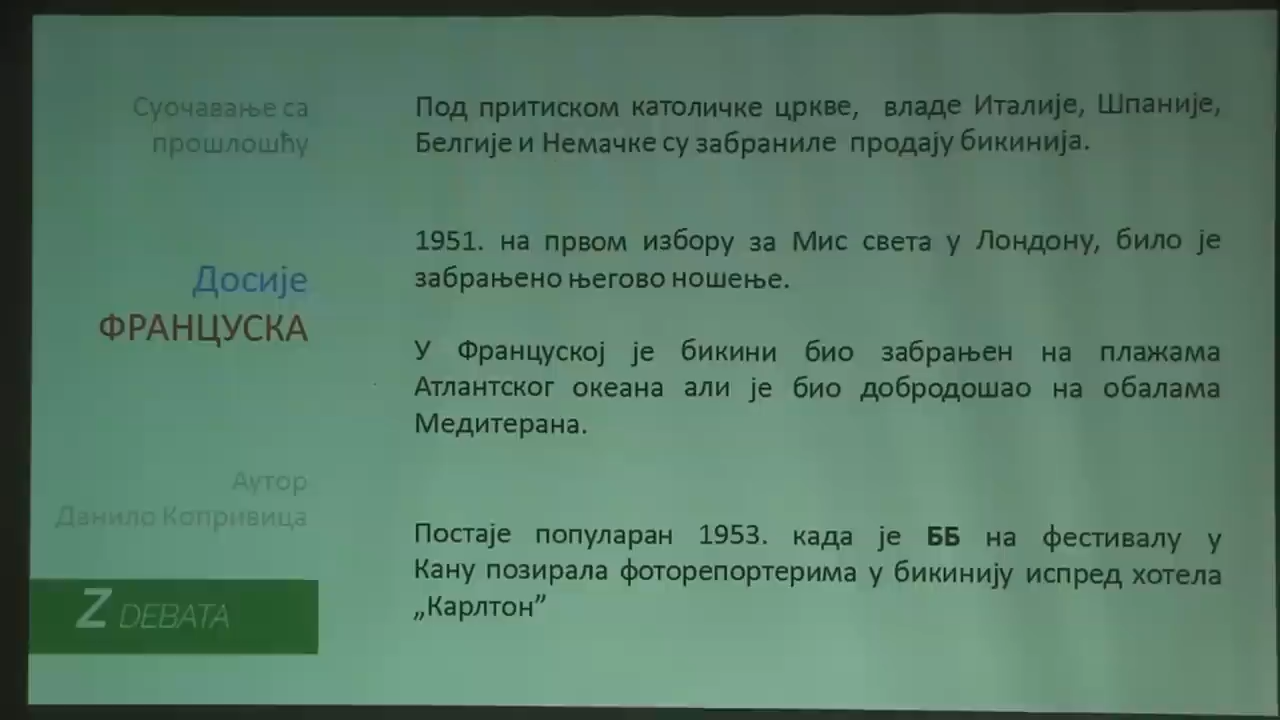 Суочавање са
прошлошћу
Досије
ФРАНЦУСКА
Аутор
Данило Копривица
Z DEBATA
Под притиском католичке цркве, владе Италије, Шпаније,
Белгије и Немачке су забраниле продају бикинија.
1951. на првом избору за Мис света у Лондону, било је
забрањено његово ношење.
У Француској је бикини био забрањен на плажама
Атлантског океана али је био добродошао на обалама
Медитерана.
Постаје популаран 1953. када је ББ на фестивалу у
Кану позирала фоторепортерима у бикинију испред хотела
„Карлтон”